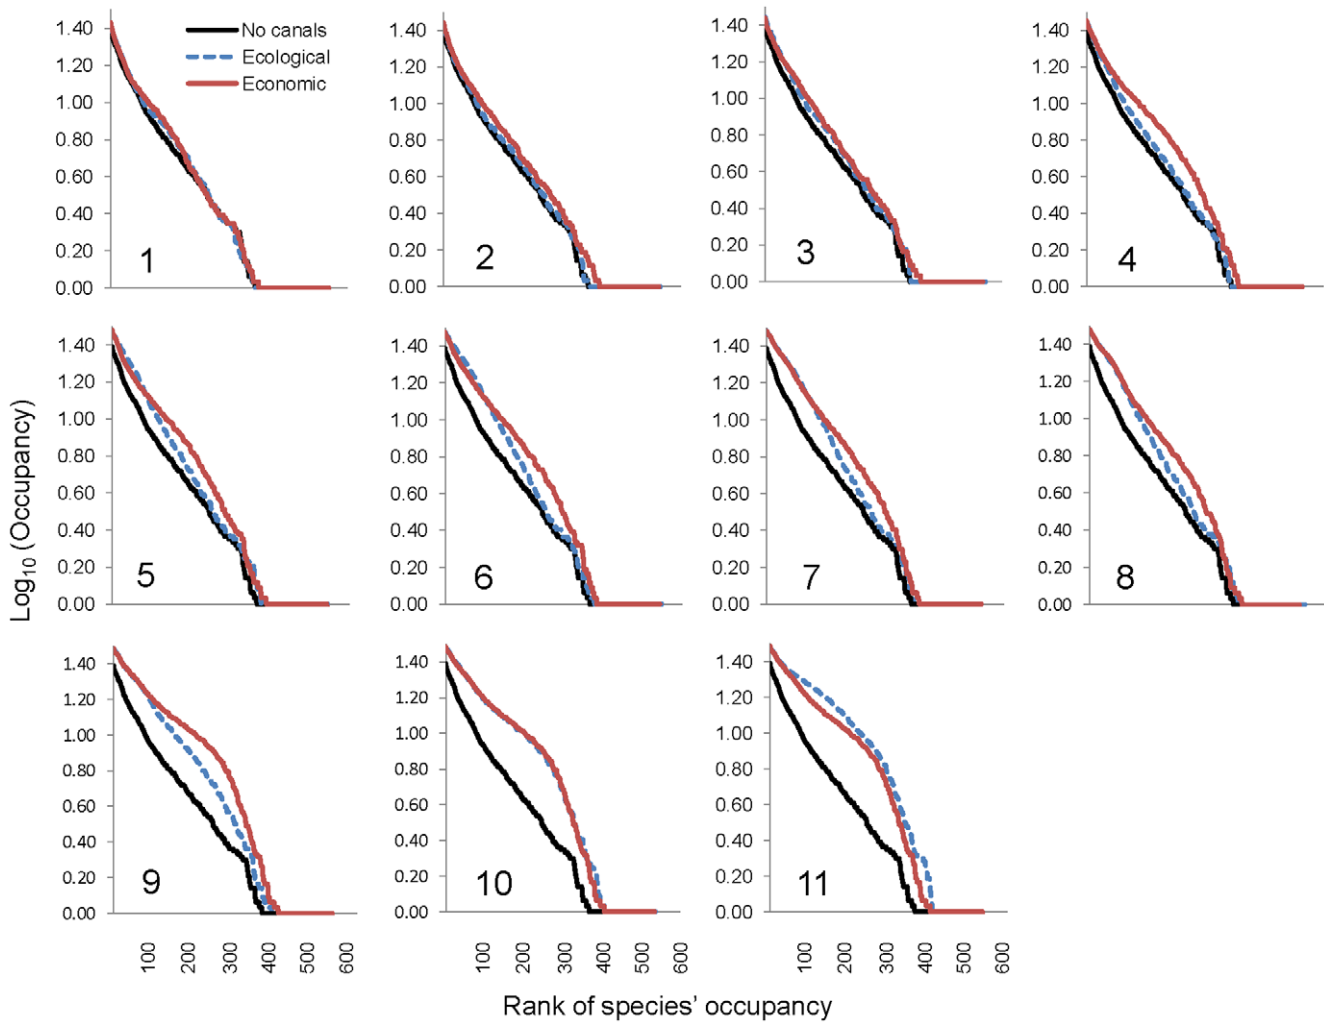 No canals
Ecological
Economic
1.40 1.40 1.40 1.40
1.20 1.20 1.20 1.20
1.00 1.00 1.00 1.00
0.80 0.80 0.80 0.80
0.60 0.60 0.60 0.60
0.40 0.40 0.40 0.40
0.20 0.20 0.20 0.20
0.00 0.00 0.00 0.00
1 2 3 4
Log10 (Occupancy)
1.40 1.40 1.40 1.40
1.20 1.20 1.20 1.20
1.00 1.00 1.00 1.00
0.80 0.80 0.80 0.80
0.60 0.60 0.60 0.60
0.40 0.40 0.40 0.40
0.20 0.20 0.20 0.20
0.00 0.00 0.00 0.00
5 6 7 8
1.40 1.40 1.40
1.20 1.20 1.20
1.00 1.00 1.00
0.80 0.80 0.80
0.60 0.60 0.60
0.40 0.40 0.40
0.20 0.20 0.20
0.00 0.00 0.00
9 10 11
100 200 300 400 500 600 100 200 300 400 500 600 100 200 300 400 500 600
Rank of species’ occupancy